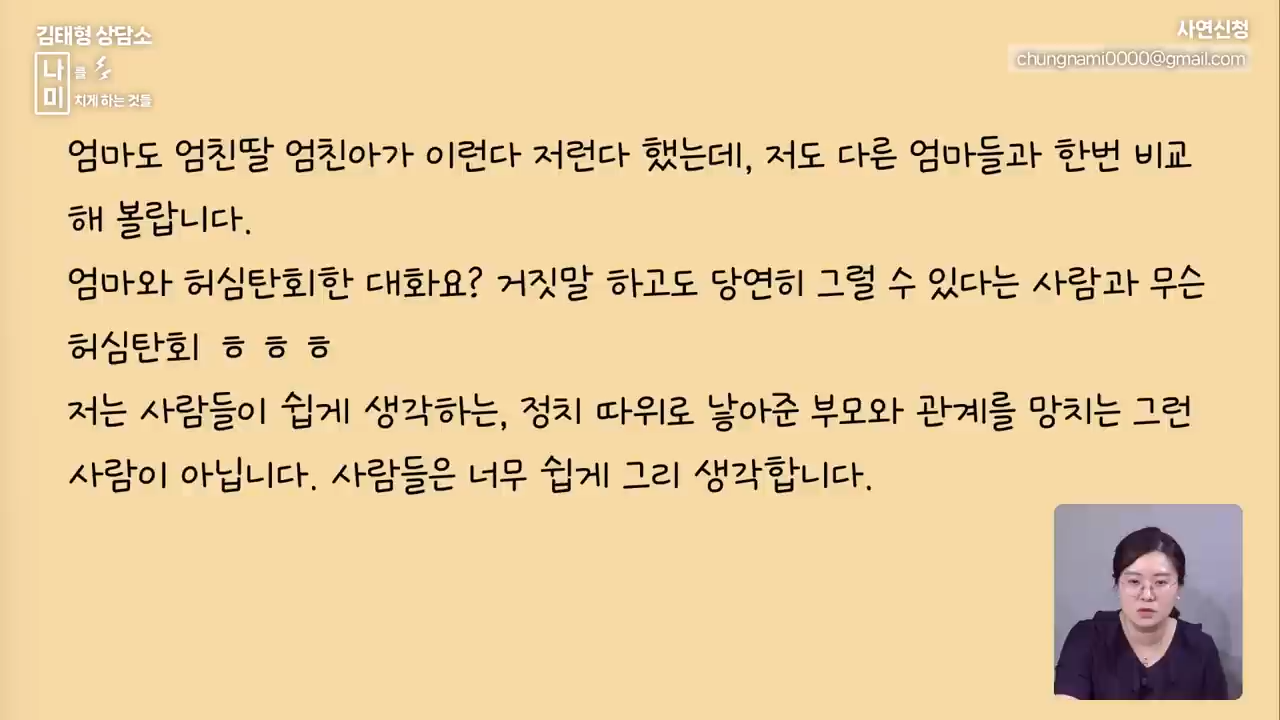 김태형 상담소
나를
미치게 하는 것들
사연신청
chungnami0000@gmail.com
엄마도 엄친딸 엄친아가 이런다 저런다 했는데, 저도 다른 엄마들과 한번 비교
해 볼랍니다.
엄마와 허심탄회한 대화요? 거짓말 하고도 당연히 그럴 수 있다는 사람과 무슨
허심탄회 ㅎ ㅎ ㅎ
저는 사람들이 쉽게 생각하는, 정치 따위로 낳아준 부모와 관계를 망치는 그런
사람이 아닙니다. 사람들은 너무 쉽게 그리 생각합니다.